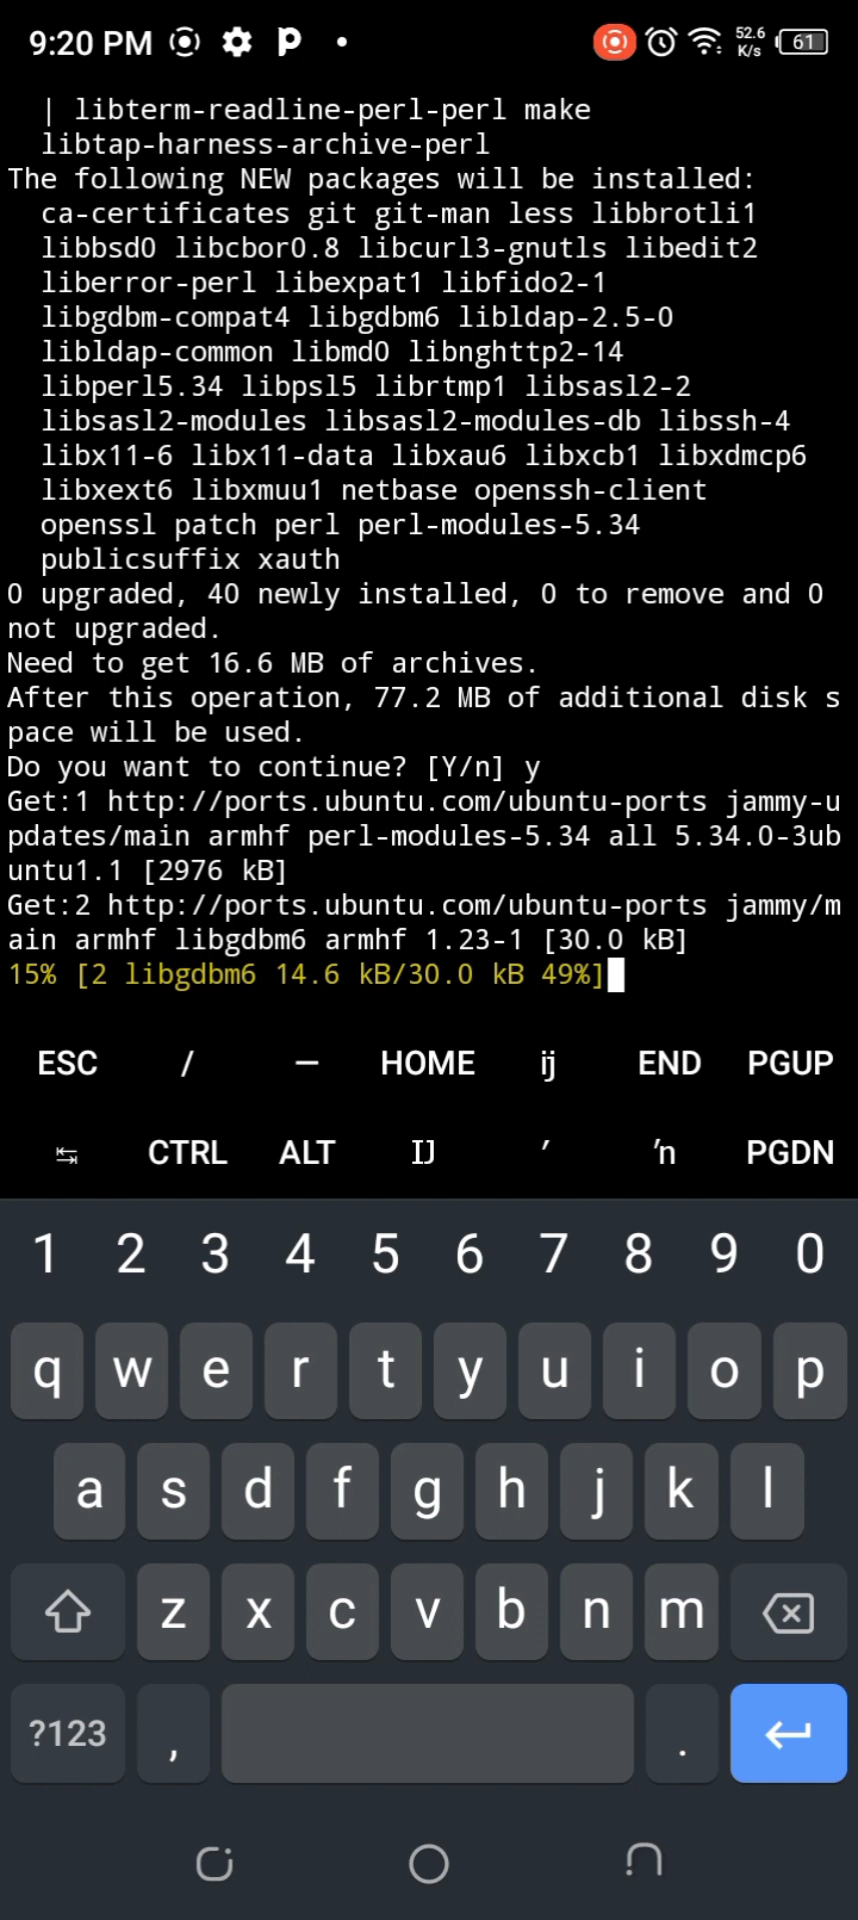 9:20 PM
52.6
K/s
61
| libterm-readline-perl-perl make
libtap-harness-archive-perl
The following NEW packages will be installed:
ca-certificates git git-man less libbrotli1
libbsd0 libcbor0.8 libcurl3-gnutls libedit2
liberror-perl libexpat1 libfido2-1
libgdbm-compat4 libgdbm6 libldap-2.5-0
libldap-common libmd0 libnghttp2-14
libperl5.34 libpsl5 librtmp1 libsasl2-2
libsasl2-modules libsasl2-modules-db libssh-4
libx11-6 libx11-data libxau6 libxcb1 libxdmcp6
libxext6 libxmuu1 netbase openssh-client
openssl patch perl perl-modules-5.34
publicsuffix xauth
0 upgraded, 40 newly installed, 0 to remove and 0
not upgraded.
Need to get 16.6 MB of archives.
After this operation, 77.2 MB of additional disk s
pace will be used.
Do you want to continue? [Y/n] y
Get:1 http://ports.ubuntu.com/ubuntu-ports jammy-u
pdates/main armhf perl-modules-5.34 all 5.34.0-3ub
untu1.1 [2976 kB]
Get:2 http://ports.ubuntu.com/ubuntu-ports jammy/m
ain armhf libgdbm6 armhf 1.23-1 [30.0 kB]
15% [2 libgdbm6 14.6 kB/30.0 kB 49%]
ESC / — HOME ĳ END PGUP
↹ CTRL ALT Ĳ ′ ŉ PGDN
1 2 3 4 5 6 7 8 9 0
q w e r t y u i o p
a s d f g h j k l
z x c v b n m
?123 , .